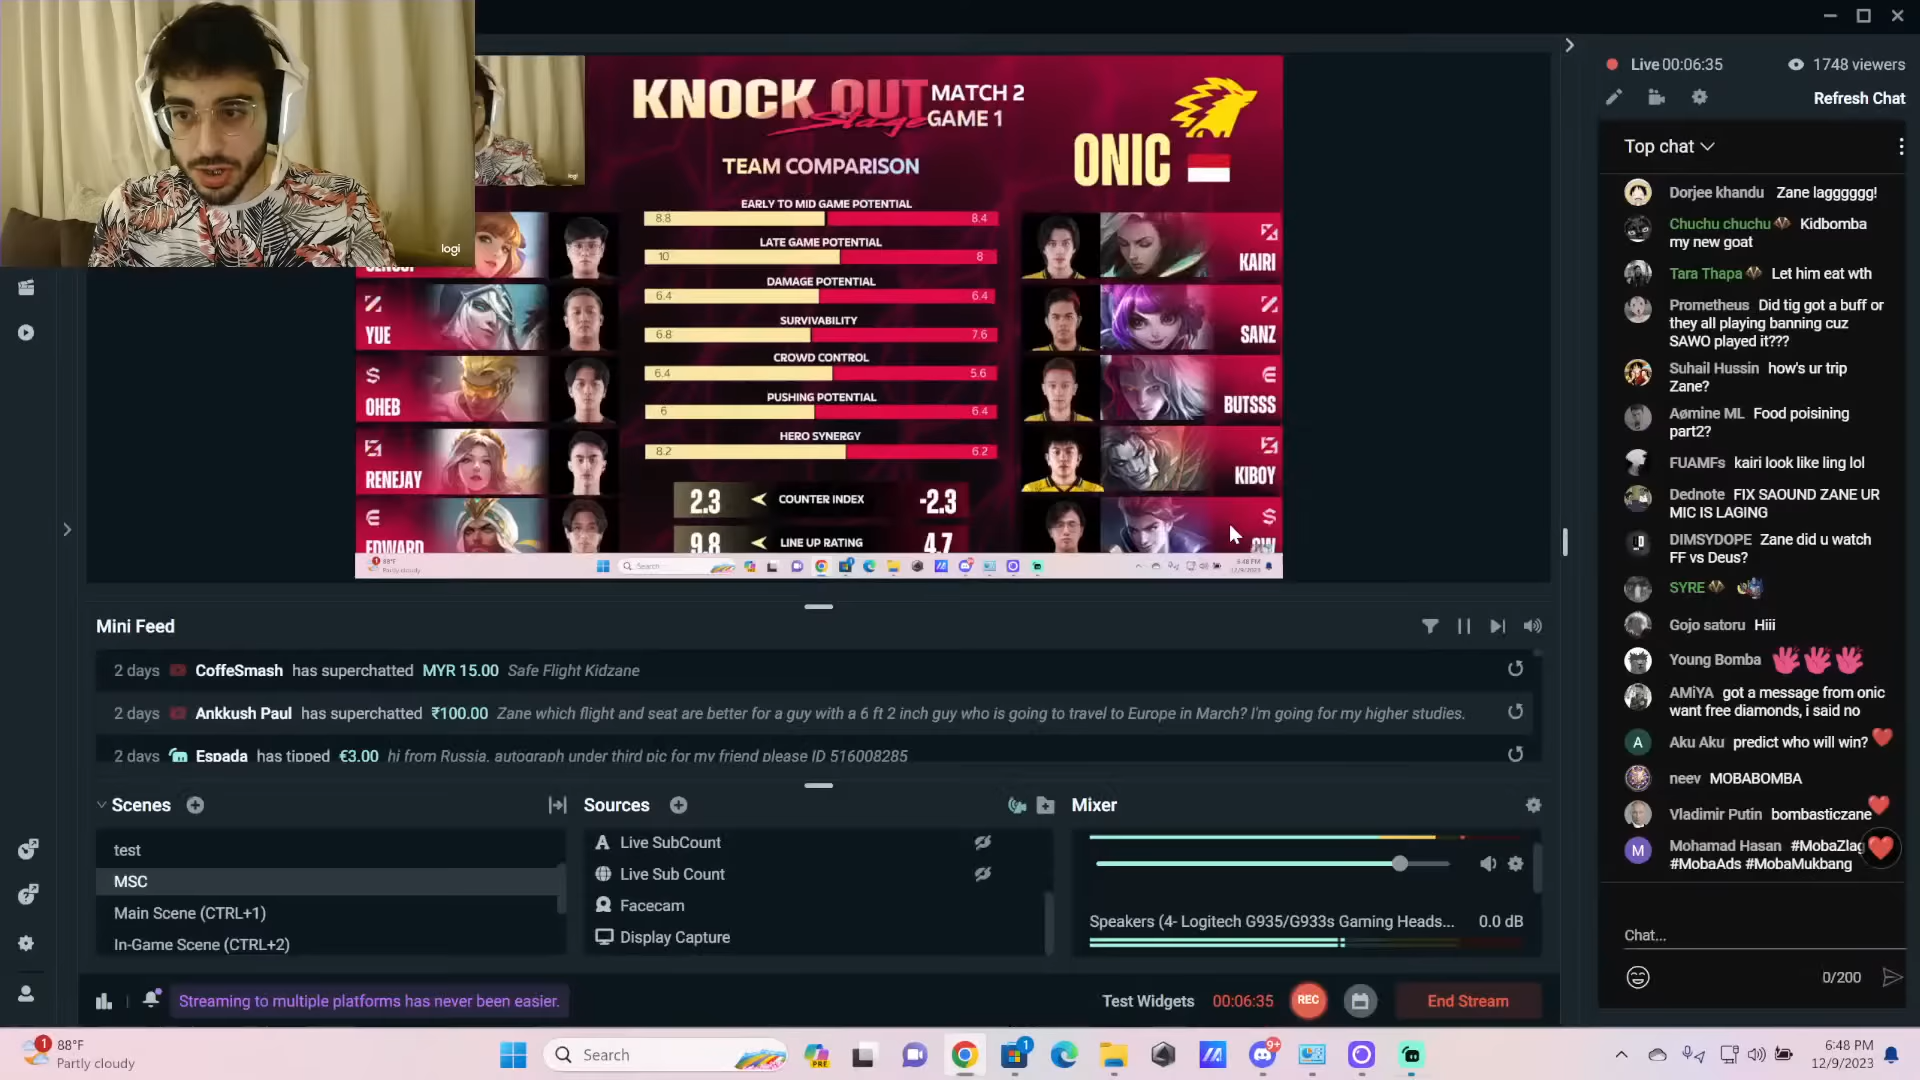 logi
KNOCK OUT
Stage
MATCH 2
GAME 1
ONIC
TEAM COMPARISON
EARLY TO MID GAME POTENTIAL
8.8 8.4
LATE GAME POTENTIAL
10 8
DAMAGE POTENTIAL
6.4 6.4
SURVIVABILITY
6.8 7.6
CROWD CONTROL
6.4 5.6
PUSHING POTENTIAL
6 6.4
HERO SYNERGY
8.2 6.2
2.3 COUNTER INDEX -2.3
9.8 LINE UP RATING 4.7
YUE
OHEB
RENEJAY
EDWARD
KAIRI
SANZ
BUTSSS
KIBOY
Live 00:06:35
1748 viewers
Refresh Chat
Top chat
Dorjee khandu Zane lagggggg!
Chuchu chuchu Kidbomba
my new goat
Tara Thapa Let him eat wth
Prometheus Did tig got a buff or
they all playing banning cuz
SAWO played it???
Suhail Hussin how's ur trip
Zane?
Aømine ML Food poisining
part2?
FUAMFs kairi look like ling lol
Dednote FIX SAOUND ZANE UR
MIC IS LAGING
DIMSYDOPE Zane did u watch
FF vs Deus?
SYRE
Gojo satoru Hiii
Young Bomba
AMiYA got a message from onic
want free diamonds, i said no
A Aku Aku predict who will win?
neev MOBABOMBA
Vladimir Putin bombasticzane
M Mohamad Hasan #MobaZlag
#MobaAds #MobaMukbang
Chat...
0/200
Mini Feed
2 days CoffeSmash has superchatted MYR 15.00 Safe Flight Kidzane
2 days Ankkush Paul has superchatted ₹100.00 Zane which flight and seat are better for a guy with a 6 ft 2 inch guy who is going to travel to Europe in March? I'm going for my higher studies.
2 days Espada has tipped €3.00 hi from Russia, autograph under third pic for my friend please ID 516008285
Scenes
test
MSC
Main Scene (CTRL+1)
In-Game Scene (CTRL+2)
Sources
Live SubCount
Live Sub Count
Facecam
Display Capture
Mixer
Speakers (4- Logitech G935/G933s Gaming Heads... 0.0 dB
Streaming to multiple platforms has never been easier.
Test Widgets 00:06:35 REC End Stream
1
88°F
Partly cloudy
Search
PRE
1
9+
6:48 PM
12/9/2023